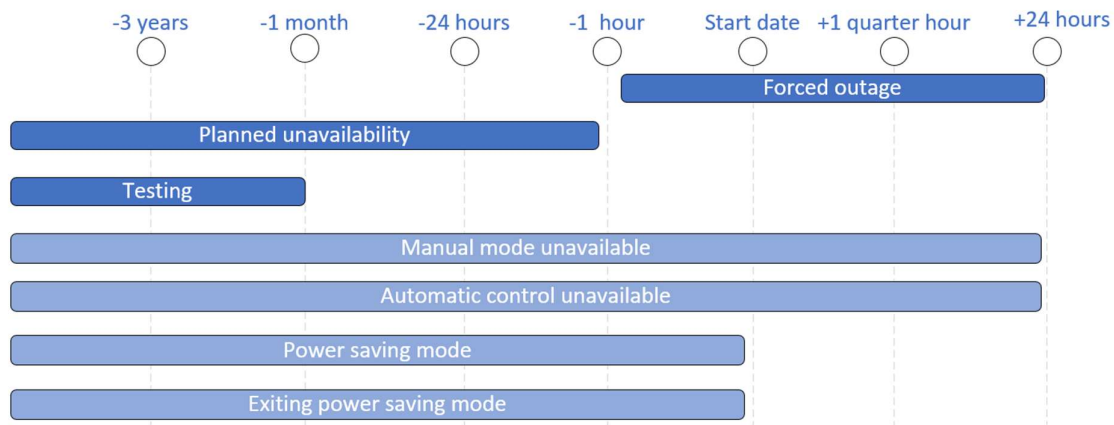 -3 years -1 month -24 hours -1 hour Start date +1 quarter hour +24 hours
Forced outage
Planned unavailability
Testing
Manual mode unavailable
Automatic control unavailable
Power saving mode
Exiting power saving mode